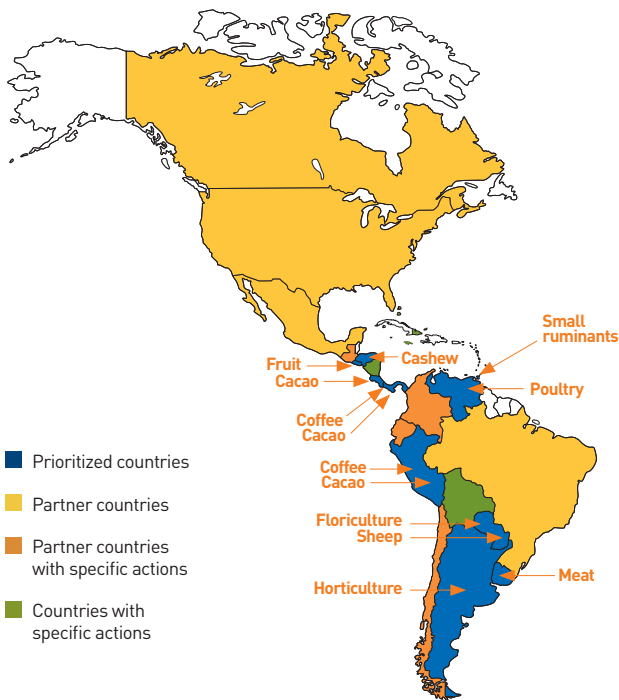 Small
ruminants
Fruit
Cashew
Cacao
Poultry
Coffee
Cacao
Coffee
Cacao
Floriculture
Sheep
Meat
Horticulture
Prioritized countries
Partner countries
Partner countries
with specific actions
Countries with
specific actions